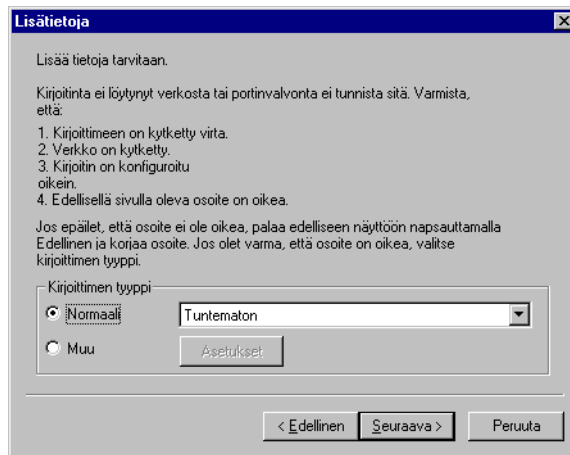 Lisätietoja
Lisää tietoja tarvitaan.
Kirjoitinta ei löytynyt verkosta tai portinvalvonta ei tunnista sitä. Varmista,
että:
1. Kirjoittimeen on kytketty virta.
2. Verkko on kytketty.
3. Kirjoitin on konfiguroitu
oikein.
4. Edellisellä sivulla oleva osoite on oikea.
Jos epäilet, että osoite ei ole oikea, palaa edelliseen näyttöön napsauttamalla
Edellinen ja korjaa osoite. Jos olet varma, että osoite on oikea, valitse
kirjoittimen tyyppi.
Kirjoittimen tyyppi
Normaali Tuntematon
Muu Asetukset
< Edellinen Seuraava > Peruuta